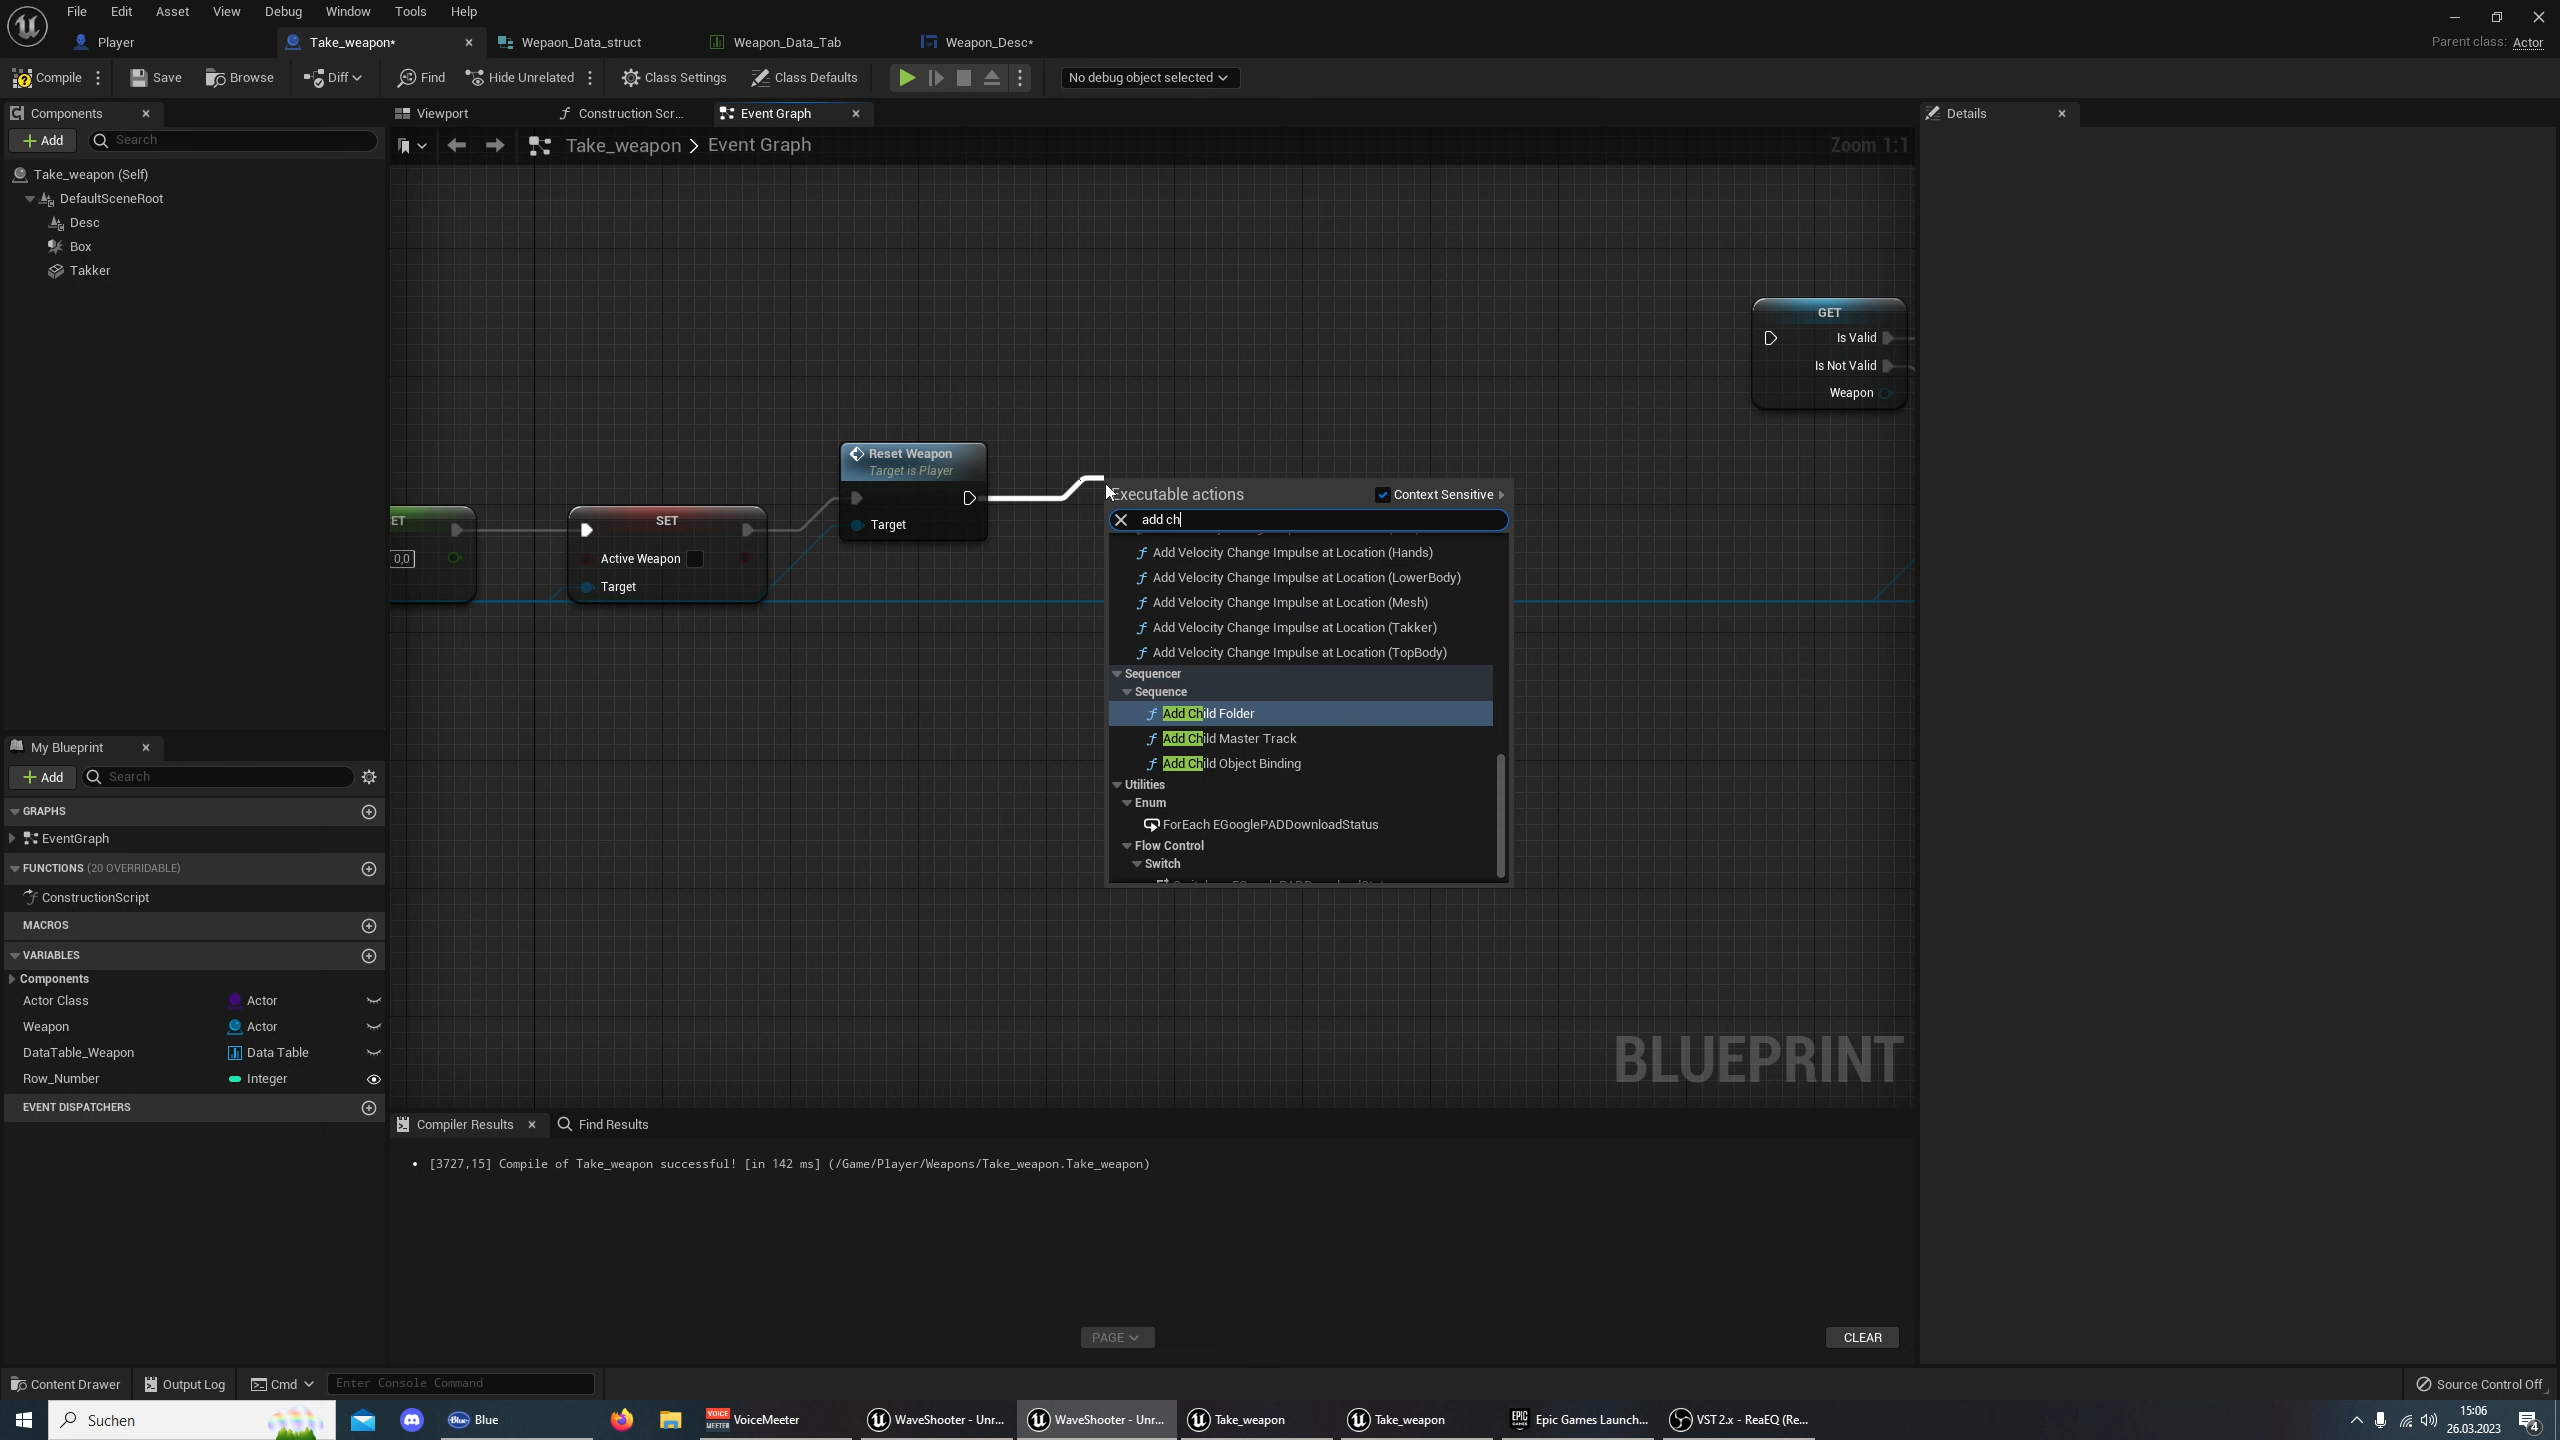 File Edit Asset View Debug Window Tools Help
Player Take_weapon* Wepaon_Data_struct Weapon_Data_Tab Weapon_Desc*
Parent class: Actor
Compile Save Browse Diff Find Hide Unrelated Class Settings Class Defaults No debug object selected
Components Viewport Construction Scr... Event Graph Details
Add Search
Take_weapon > Event Graph Zoom 1:1
Take_weapon (Self)
DefaultSceneRoot
Desc
Box
Takker
GET
Is Valid
Is Not Valid
Weapon
Reset Weapon
Target is Player
Target
ET
0,0
SET
Active Weapon
Target
Executable actions Context Sensitive
add ch
Add Velocity Change Impulse at Location (Hands)
Add Velocity Change Impulse at Location (LowerBody)
Add Velocity Change Impulse at Location (Mesh)
Add Velocity Change Impulse at Location (Takker)
Add Velocity Change Impulse at Location (TopBody)
Sequencer
Sequence
Add Child Folder
Add Child Master Track
Add Child Object Binding
Utilities
Enum
ForEach EGooglePADDownloadStatus
Flow Control
Switch
BLUEPRINT
My Blueprint
Add Search
GRAPHS
EventGraph
FUNCTIONS (20 OVERRIDABLE)
ConstructionScript
MACROS
VARIABLES
Components
Actor Class Actor
Weapon Actor
DataTable_Weapon Data Table
Row_Number Integer
EVENT DISPATCHERS
Compiler Results Find Results
• [3727,15] Compile of Take_weapon successful! [in 142 ms] (/Game/Player/Weapons/Take_weapon.Take_weapon)
PAGE CLEAR
Content Drawer Output Log Cmd Enter Console Command Source Control Off
Suchen Blue VoiceMeeter WaveShooter - Unr... WaveShooter - Unr... Take_weapon Take_weapon Epic Games Launch... VST 2.x - ReaEQ (Re...
15:06
26.03.2023
4